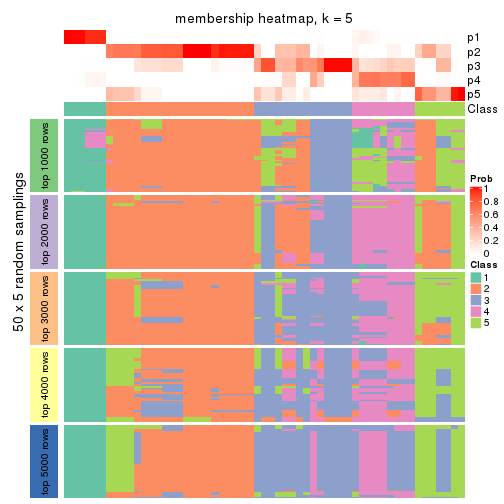 membership heatmap, k = 5
p1
p2
p3
p4
p5
Class
50 x 5 random samplings
top 1000 rows
top 2000 rows
top 3000 rows
top 4000 rows
top 5000 rows
Prob
1
0.8
0.6
0.4
0.2
0
Class
1
2
3
4
5